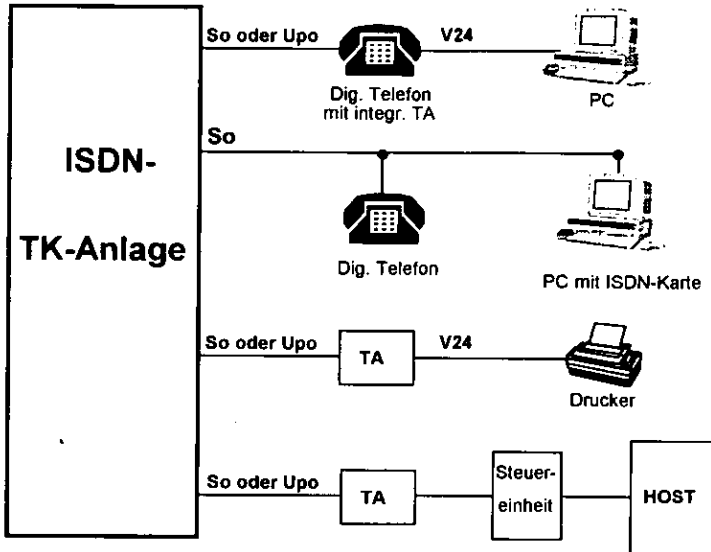 So oder Upo
V24
Dig. Telefon
mit integr. TA
PC
So
ISDN-
TK-Anlage
Dig. Telefon
PC mit ISDN-Karte
So oder Upo
TA
V24
Drucker
So oder Upo
TA
Steuer-
einheit
HOST